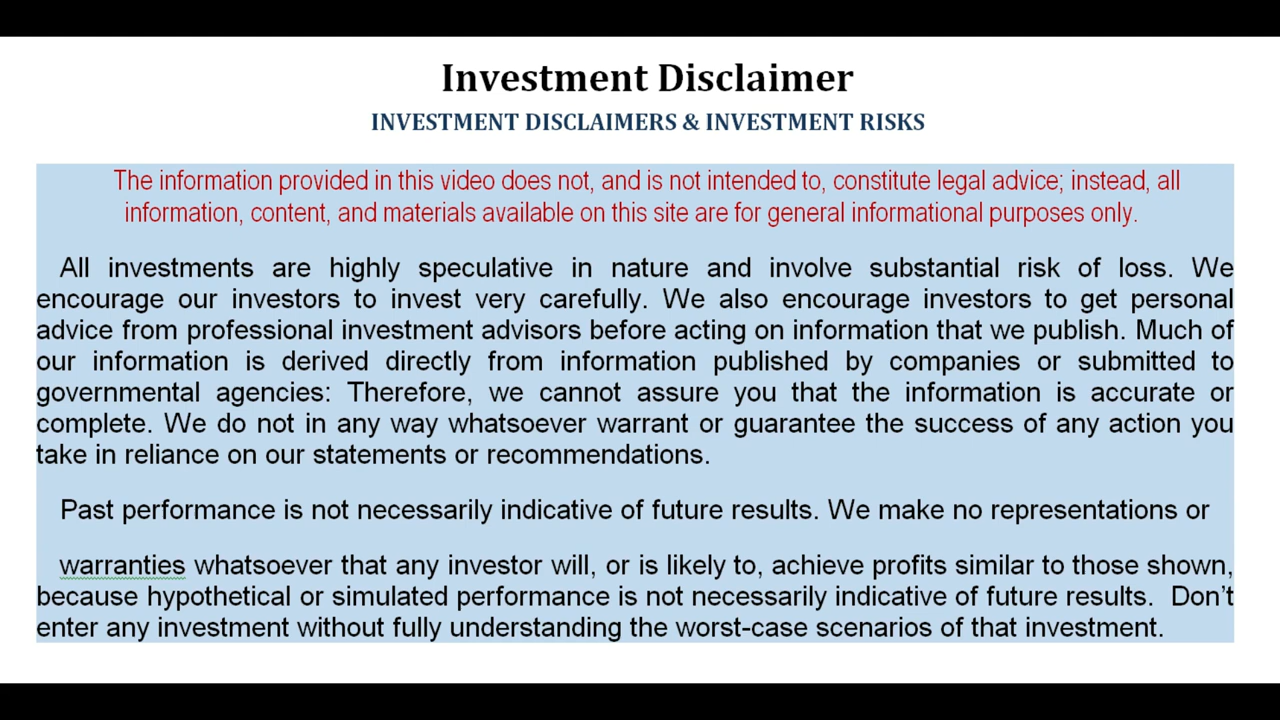 Investment Disclaimer
INVESTMENT DISCLAIMERS & INVESTMENT RISKS
The information provided in this video does not, and is not intended to, constitute legal advice; instead, all
information, content, and materials available on this site are for general informational purposes only.
All investments are highly speculative in nature and involve substantial risk of loss. We
encourage our investors to invest very carefully. We also encourage investors to get personal
advice from professional investment advisors before acting on information that we publish. Much of
our information is derived directly from information published by companies or submitted to
governmental agencies: Therefore, we cannot assure you that the information is accurate or
complete. We do not in any way whatsoever warrant or guarantee the success of any action you
take in reliance on our statements or recommendations.
Past performance is not necessarily indicative of future results. We make no representations or
warranties whatsoever that any investor will, or is likely to, achieve profits similar to those shown,
because hypothetical or simulated performance is not necessarily indicative of future results.  Don’t
enter any investment without fully understanding the worst-case scenarios of that investment.